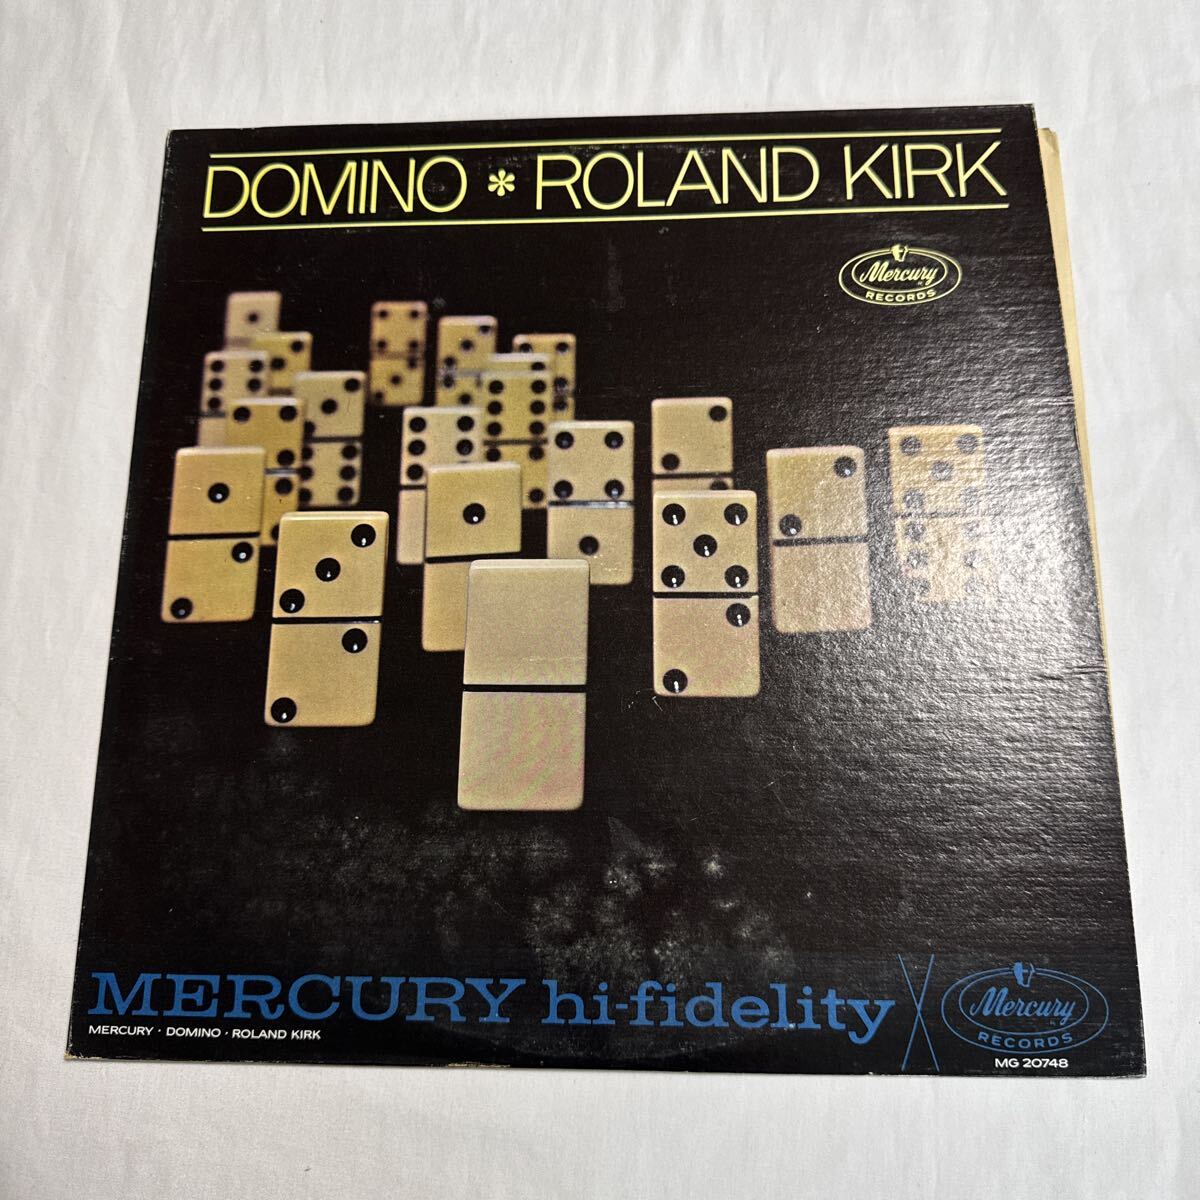 DOMINO * ROLAND KIRK
Mercury
RECORDS
MERCURY hi-fidelity
Mercury
RECORDS
MERCURY · DOMINO · ROLAND KIRK
MG 20748